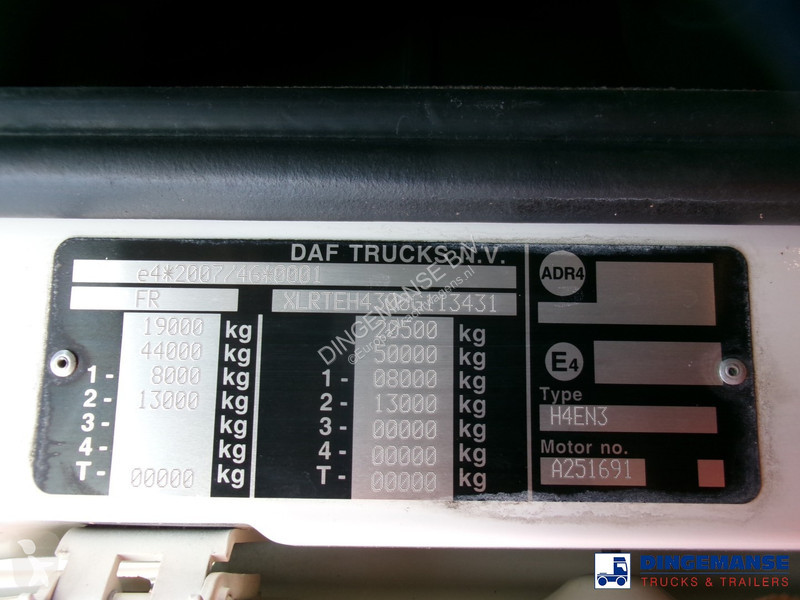 DAF TRUCKS N.V.
e4*2007/46*0001
FR
19000 kg 20500 kg
44000 kg 50000 kg
1- 8000 kg 1- 08000 kg
2- 13000 kg 2- 13000 kg
3- kg 3- 00000 kg
4- kg 4- 00000 kg
T- 00000 kg T- 00000 kg
ADR4
E4
Type
H4EN3
Motor no.
A251691
DINGEMANSE B.V.
DINGEMANSE
TRUCKS & TRAILERS